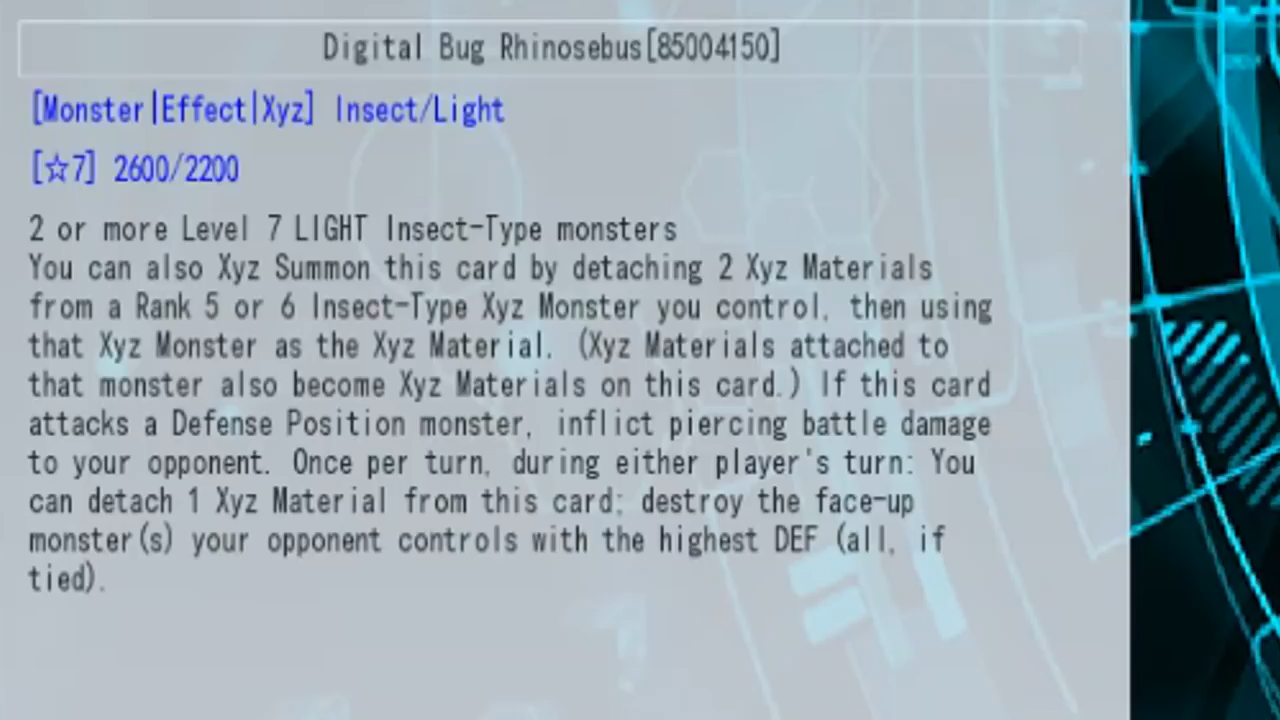 Digital Bug Rhinosebus[85004150]
[Monster|Effect|Xyz] Insect/Light
[☆7] 2600/2200
2 or more Level 7 LIGHT Insect-Type monsters
You can also Xyz Summon this card by detaching 2 Xyz Materials
from a Rank 5 or 6 Insect-Type Xyz Monster you control, then using
that Xyz Monster as the Xyz Material. (Xyz Materials attached to
that monster also become Xyz Materials on this card.) If this card
attacks a Defense Position monster, inflict piercing battle damage
to your opponent. Once per turn, during either player's turn: You
can detach 1 Xyz Material from this card; destroy the face-up
monster(s) your opponent controls with the highest DEF (all, if
tied).